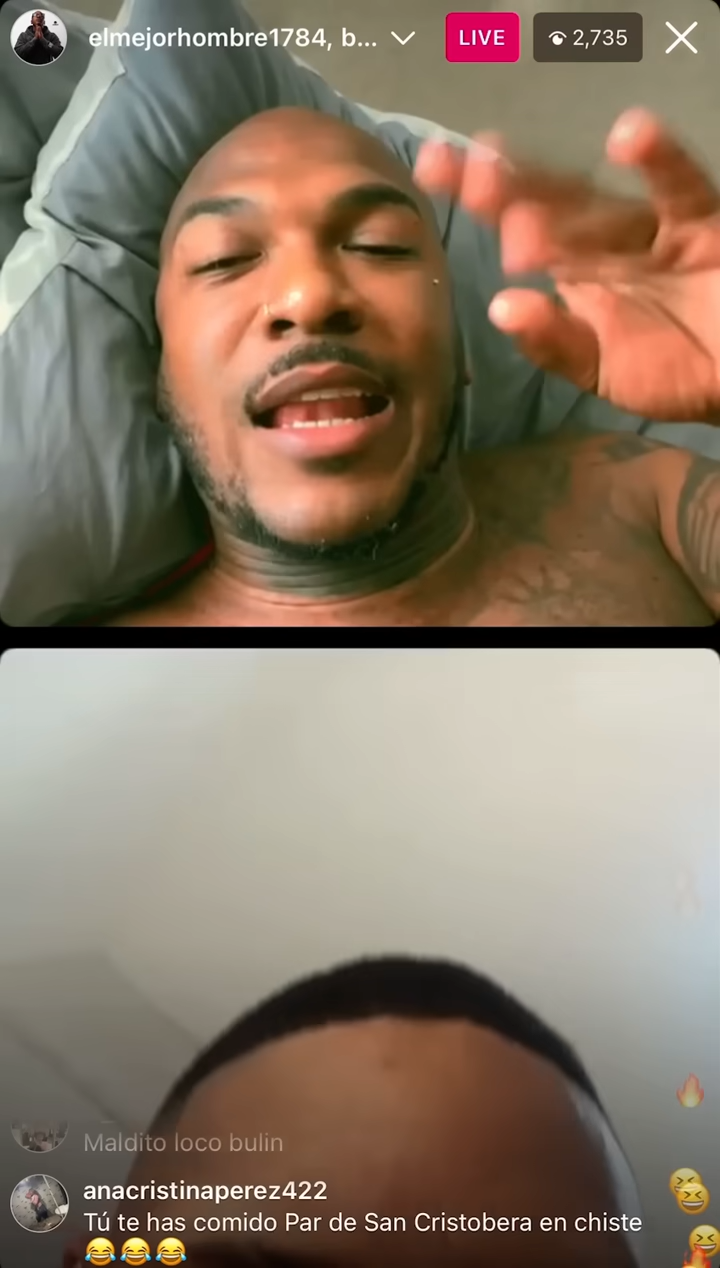 elmejorhombre1784, b...
LIVE
2,735
Maldito loco bulin
anacristinaperez422
Tú te has comido Par de San Cristobera en chiste
😂😂😂